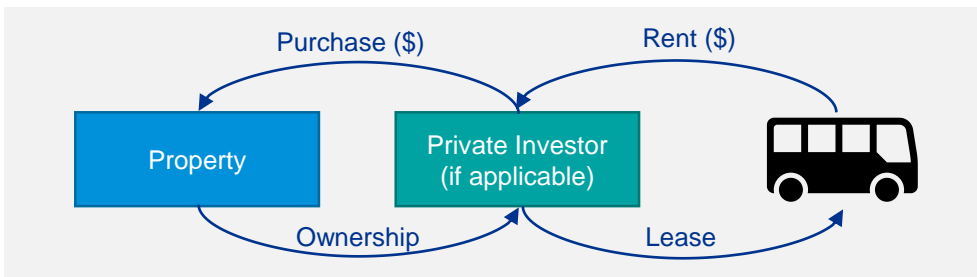 Purchase ($)
Rent ($)
Property
Private Investor
(if applicable)
Ownership
Lease